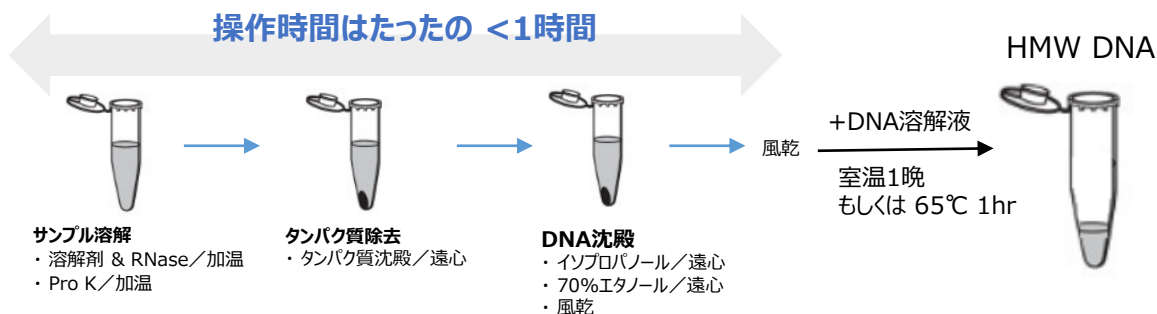 操作時間はたったの <1時間
HMW DNA
+DNA溶解液
風乾
室温1晩
もしくは 65℃ 1hr
サンプル溶解
・ 溶解剤 & RNase／加温
・ Pro K／加温
タンパク質除去
・ タンパク質沈殿／遠心
DNA沈殿
・ イソプロパノール／遠心
・ 70%エタノール／遠心
・ 風乾